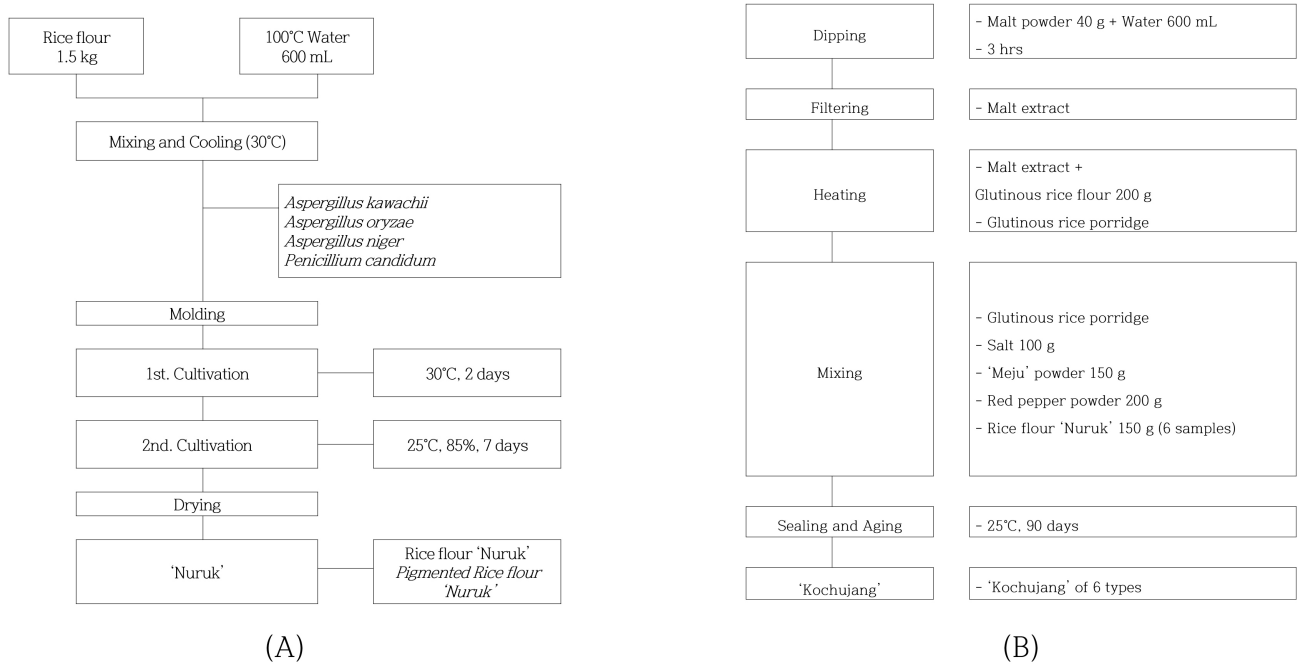 Rice flour
1.5 kg
100°C Water
600 mL
Mixing and Cooling (30°C)
Aspergillus kawachii
Aspergillus oryzae
Aspergillus niger
Penicillium candidum
Molding
1st. Cultivation
30°C, 2 days
2nd. Cultivation
25°C, 85%, 7 days
Drying
‘Nuruk’
Rice flour ‘Nuruk’
Pigmented Rice flour
‘Nuruk’
(A)
Dipping
- Malt powder 40 g + Water 600 mL
- 3 hrs
Filtering
- Malt extract
Heating
- Malt extract +
Glutinous rice flour 200 g
- Glutinous rice porridge
Mixing
- Glutinous rice porridge
- Salt 100 g
- ‘Meju’ powder 150 g
- Red pepper powder 200 g
- Rice flour ‘Nuruk’ 150 g (6 samples)
Sealing and Aging
- 25°C, 90 days
‘Kochujang’
- ‘Kochujang’ of 6 types
(B)